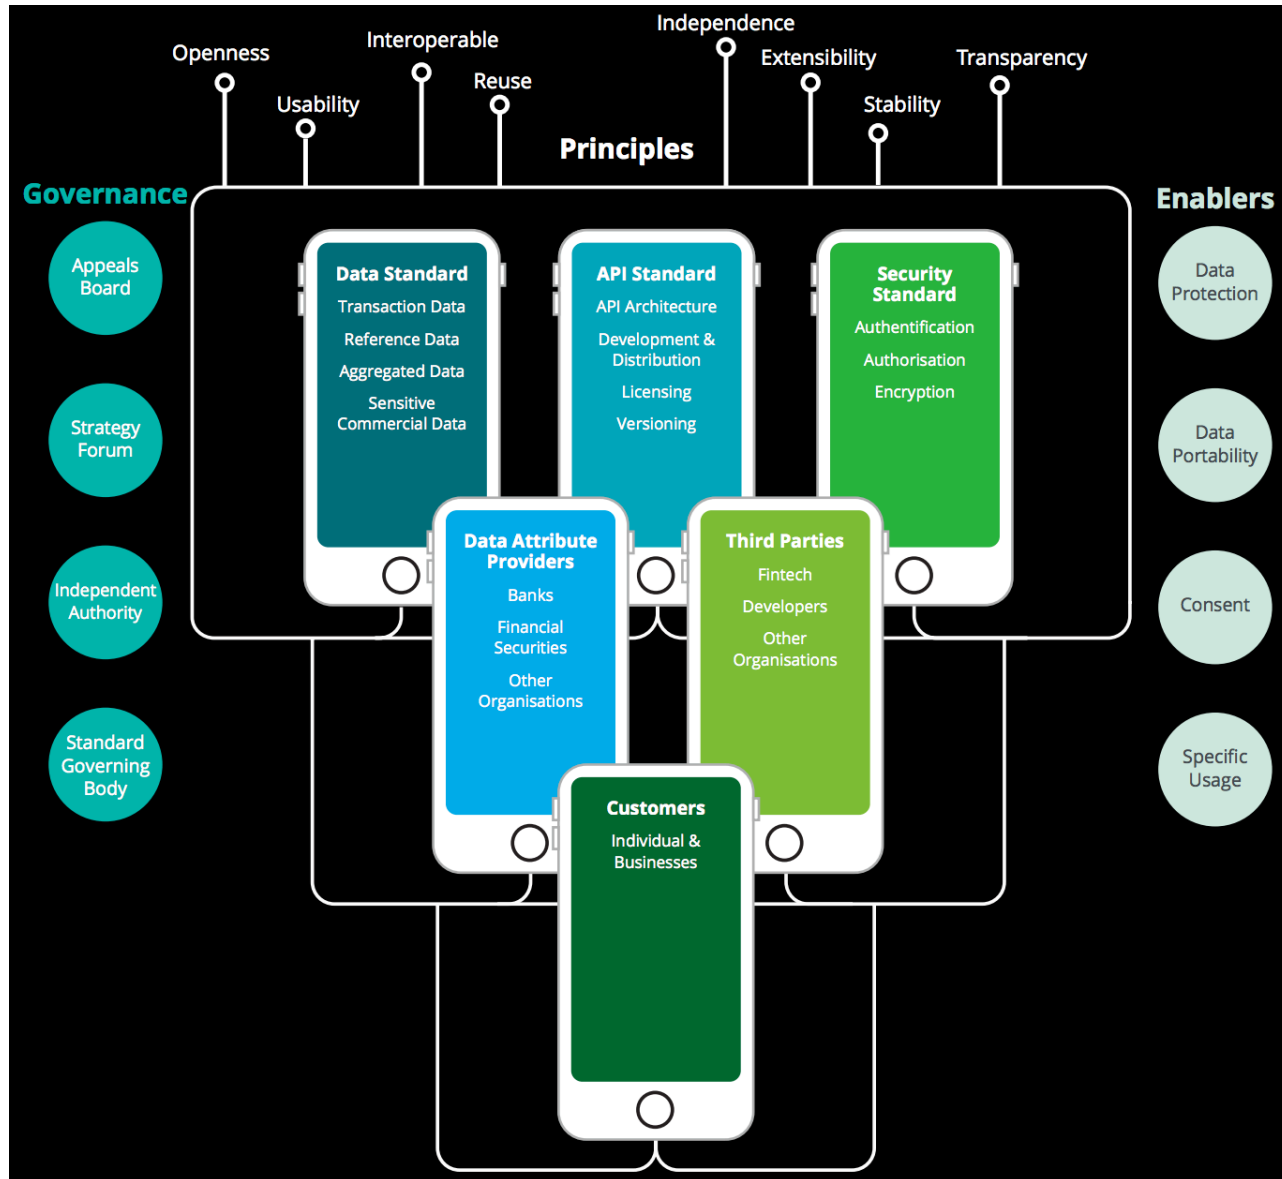 Openness
Usability
Interoperable
Reuse
Independence
Extensibility
Stability
Transparency
Principles
Governance
Appeals
Board
Strategy
Forum
Independent
Authority
Standard
Governing
Body
Data Standard
Transaction Data
Reference Data
Aggregated Data
Sensitive
Commercial Data
API Standard
API Architecture
Development &
Distribution
Licensing
Versioning
Security
Standard
Authentification
Authorisation
Encryption
Data Attribute
Providers
Banks
Financial
Securities
Other
Organisations
Third Parties
Fintech
Developers
Other
Organisations
Customers
Individual &
Businesses
Enablers
Data
Protection
Data
Portability
Consent
Specific
Usage